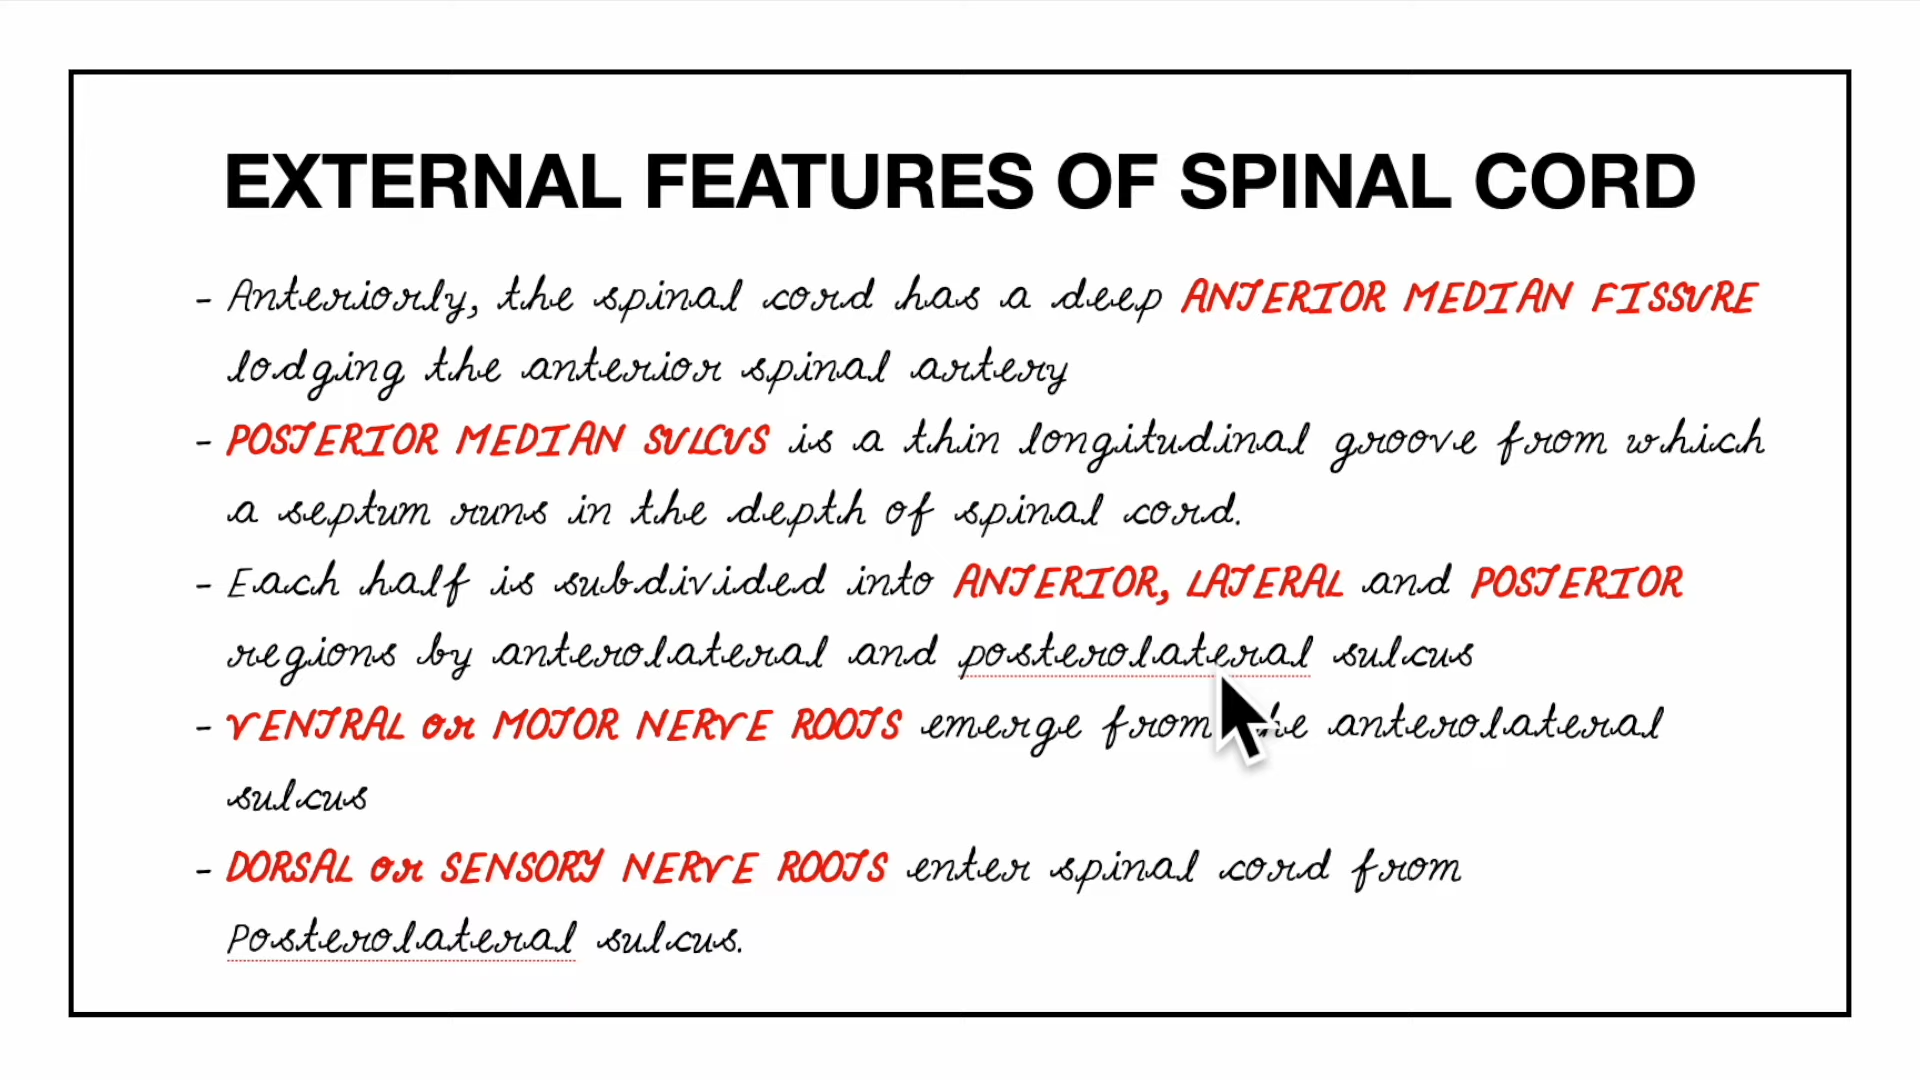 EXTERNAL FEATURES OF SPINAL CORD
- Anteriorly, the spinal cord has a deep ANTERIOR MEDIAN FISSURE
lodging the anterior spinal artery
- POSTERIOR MEDIAN SULCUS is a thin longitudinal groove from which
a septum runs in the depth of spinal cord.
- Each half is subdivided into ANTERIOR, LATERAL and POSTERIOR
regions by anterolateral and posterolateral sulcus
- VENTRAL or MOTOR NERVE ROOTS emerge from the anterolateral
sulcus
- DORSAL or SENSORY NERVE ROOTS enter spinal cord from
Posterolateral sulcus.